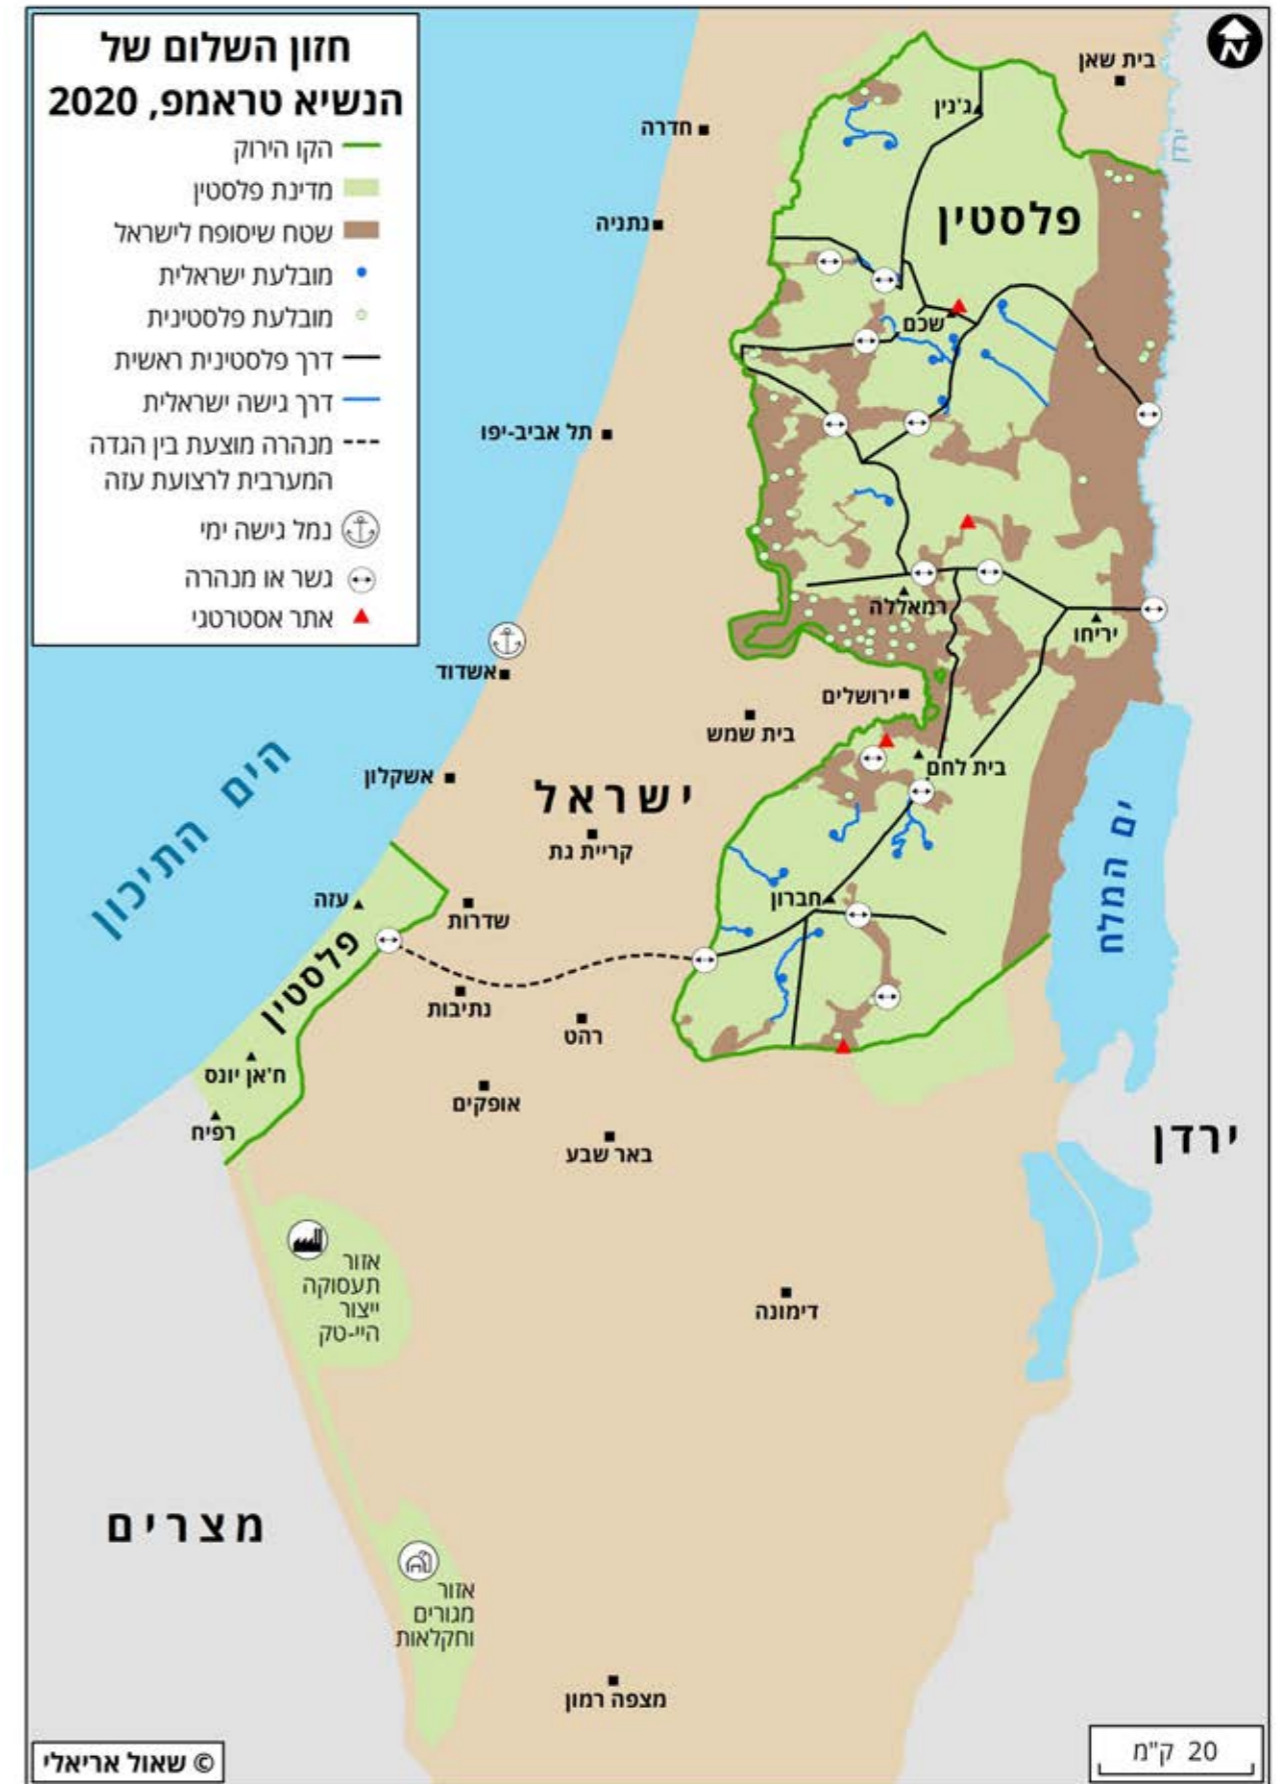 חזון השלום של
הנשיא טראמפ, 2020
הקו הירוק
מדינת פלסטין
שטח שיסופח לישראל
מובלעת ישראלית
מובלעת פלסטינית
דרך פלסטינית ראשית
דרך גישה ישראלית
מנהרה מוצעת בין הגדה
המערבית לרצועת עזה
נמל גישה ימי
גשר או מנהרה
אתר אסטרטגי
N
בית שאן
ג'נין
חדרה
ירדן
פלסטין
נתניה
שכם
תל אביב-יפו
רמאללה
יריחו
אשדוד
ירושלים
בית שמש
בית לחם
אשקלון
ישראל
הים התיכון
ים המלח
קריית גת
עזה
חברון
שדרות
פלסטין
נתיבות
רהט
ח'אן יונס
אופקים
רפיח
באר שבע
ירדן
אזור
תעסוקה
ייצור
היי-טק
דימונה
מצרים
אזור
מגורים
וחקלאות
מצפה רמון
20 ק"מ
© שאול אריאלי